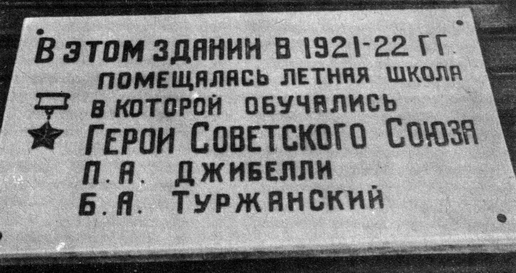 В ЭТОМ ЗДАНИИ В 1921-22 ГГ.
ПОМЕЩАЛАСЬ ЛЕТНАЯ ШКОЛА
В КОТОРОЙ ОБУЧАЛИСЬ
ГЕРОИ СОВЕТСКОГО СОЮЗА
П. А. ДЖИБЕЛЛИ
Б. А. ТУРЖАНСКИЙ